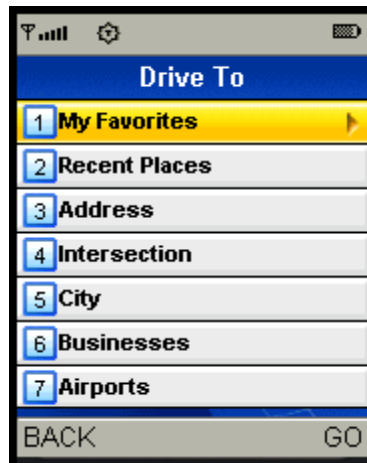 Drive To
1 My Favorites
2 Recent Places
3 Address
4 Intersection
5 City
6 Businesses
7 Airports
BACK GO